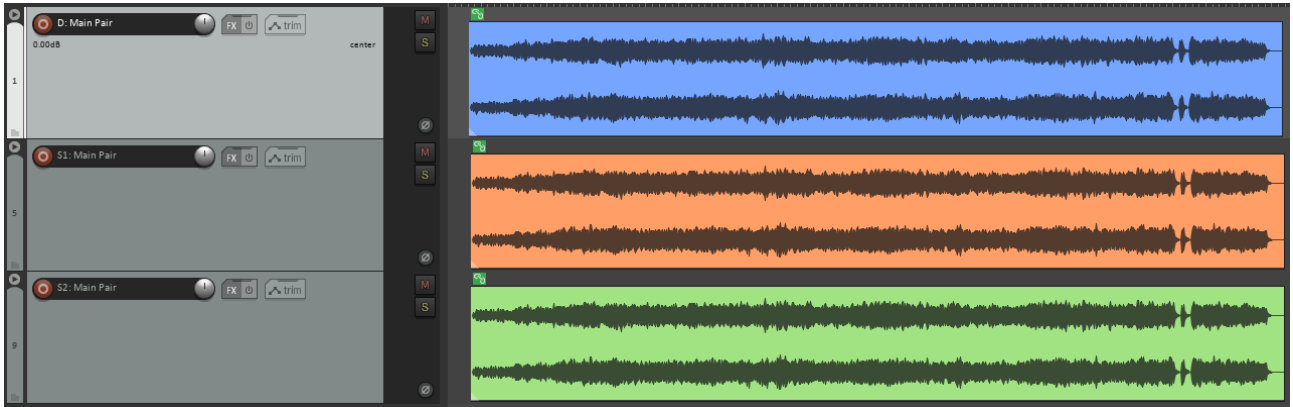 D: Main Pair
FX
trim
M
0.00dB
center
S
1
S1: Main Pair
FX
trim
M
S
5
S2: Main Pair
FX
trim
M
S
9